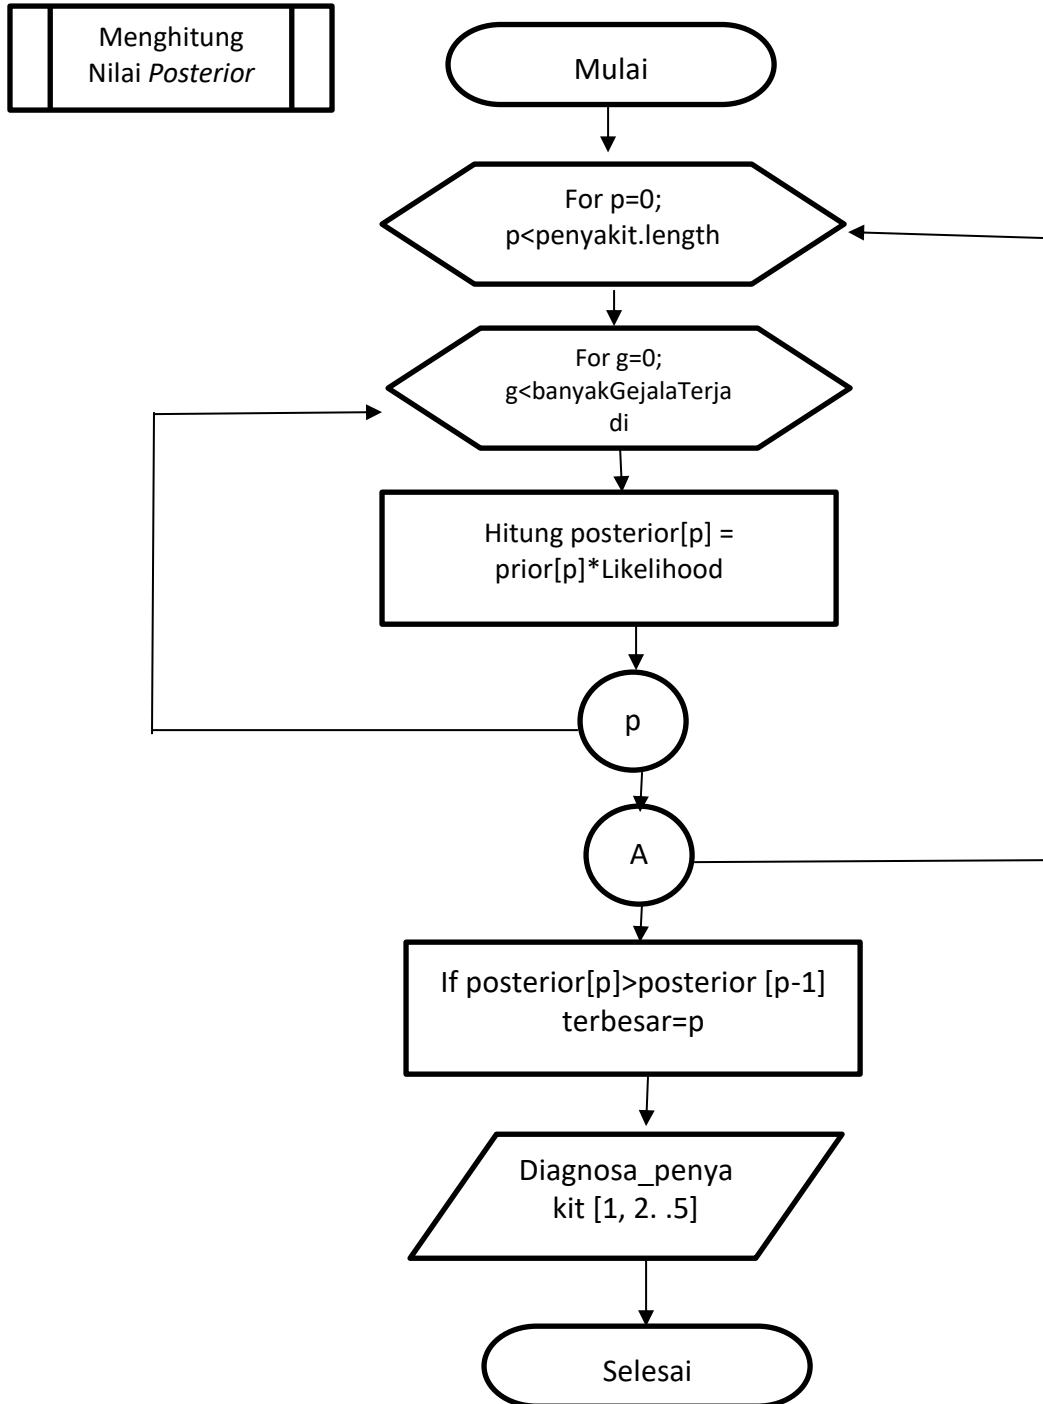 Menghitung
Nilai Posterior
Mulai
For p=0;
p<penyakit.length
For g=0;
g<banyakGejalaTerja
di
Hitung posterior[p] =
prior[p]*Likelihood
p
A
If posterior[p]>posterior [p-1]
terbesar=p
Diagnosa_penya
kit [1, 2. .5]
Selesai